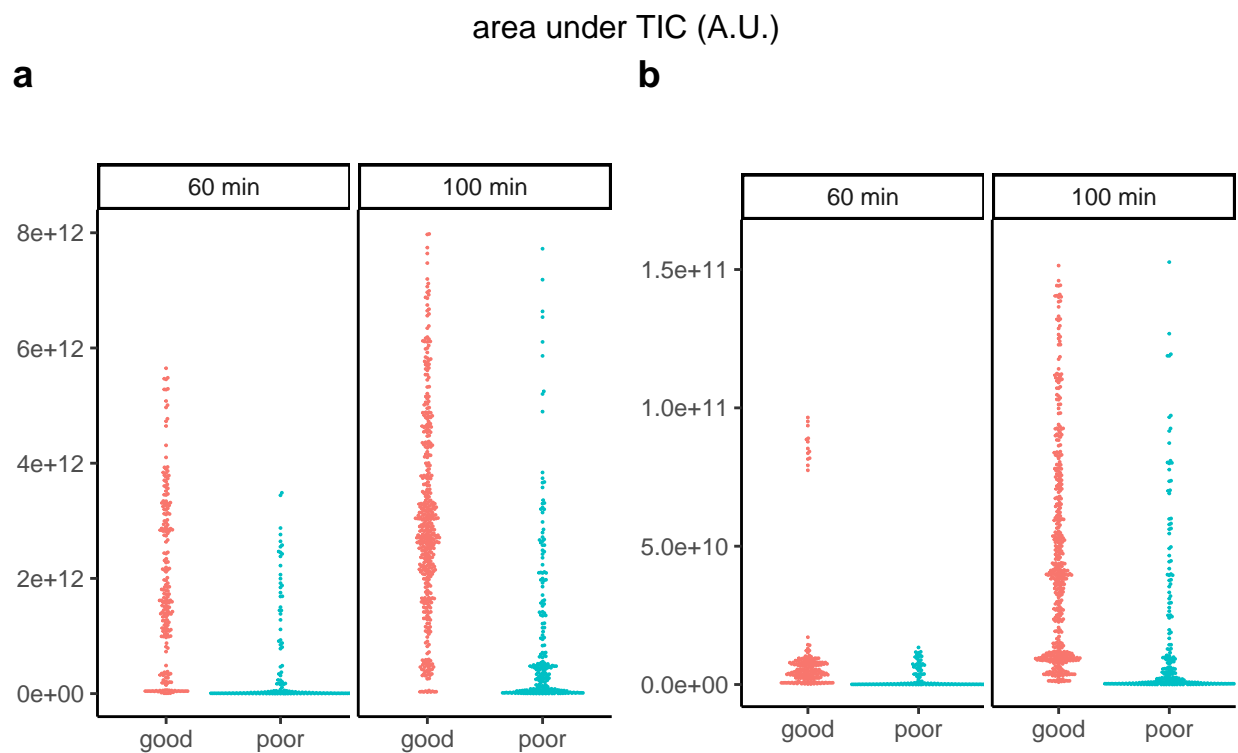 area under TIC (A.U.)
a
b
60 min
100 min
8e+12
6e+12
4e+12
2e+12
0e+00
good
poor
good
poor
60 min
100 min
1.5e+11
1.0e+11
5.0e+10
0.0e+00
good
poor
good
poor